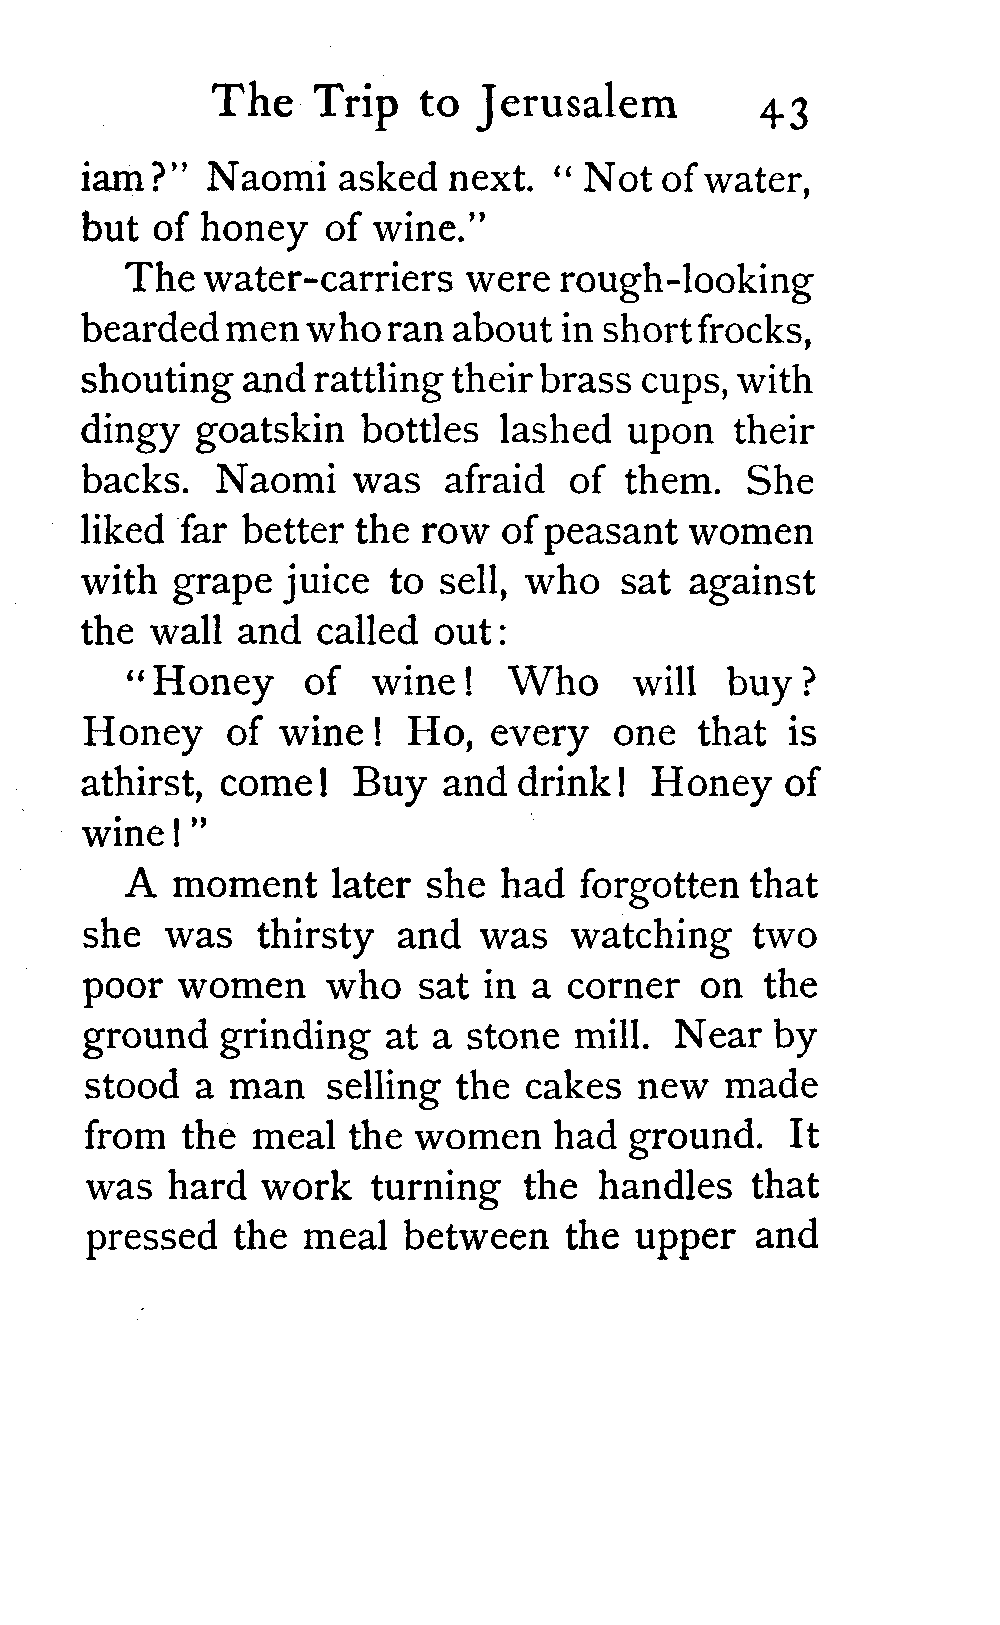 The Trip to Jerusalem 43
iam?" Naomi asked next. "Not of water,
but of honey of wine."
The water-carriers were rough-looking
bearded men who ran about in short frocks,
shouting and rattling their brass cups, with
dingy goatskin bottles lashed upon their
backs. Naomi was afraid of them. She
liked far better the row of peasant women
with grape juice to sell, who sat against
the wall and called out:
"Honey of wine! Who will buy?
Honey of wine! Ho, every one that is
athirst, come! Buy and drink! Honey of
wine!"
A moment later she had forgotten that
she was thirsty and was watching two
poor women who sat in a corner on the
ground grinding at a stone mill. Near by
stood a man selling the cakes new made
from the meal the women had ground. It
was hard work turning the handles that
pressed the meal between the upper and